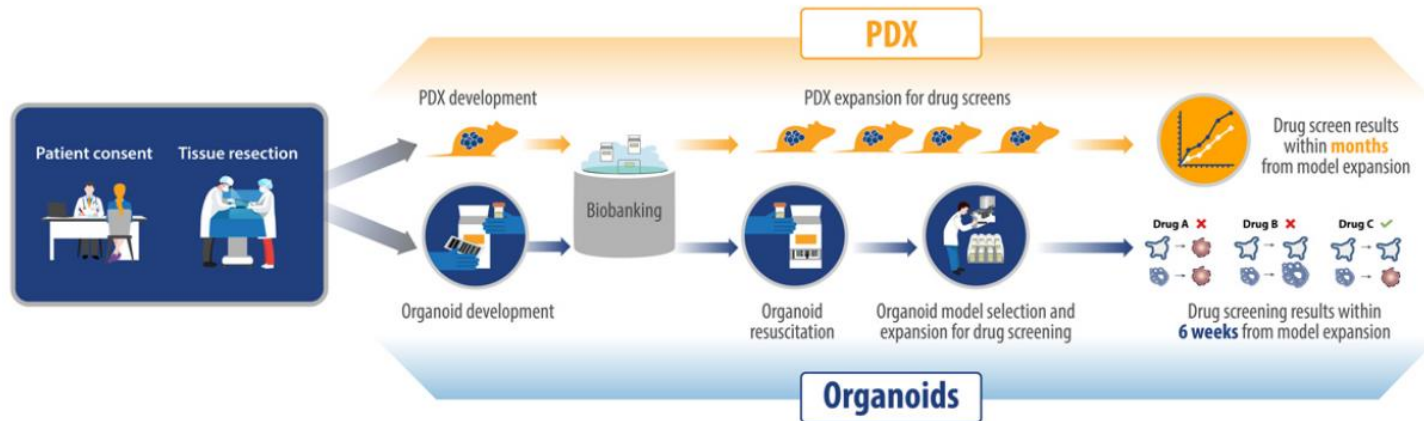 PDX
PDX development
PDX expansion for drug screens
Patient consent
Tissue resection
Biobanking
Drug screen results
within months
from model expansion
Drug A
Drug B
Drug C
Organoid development
Organoid
resuscitation
Organoid model selection and
expansion for drug screening
Drug screening results within
6 weeks from model expansion
Organoids